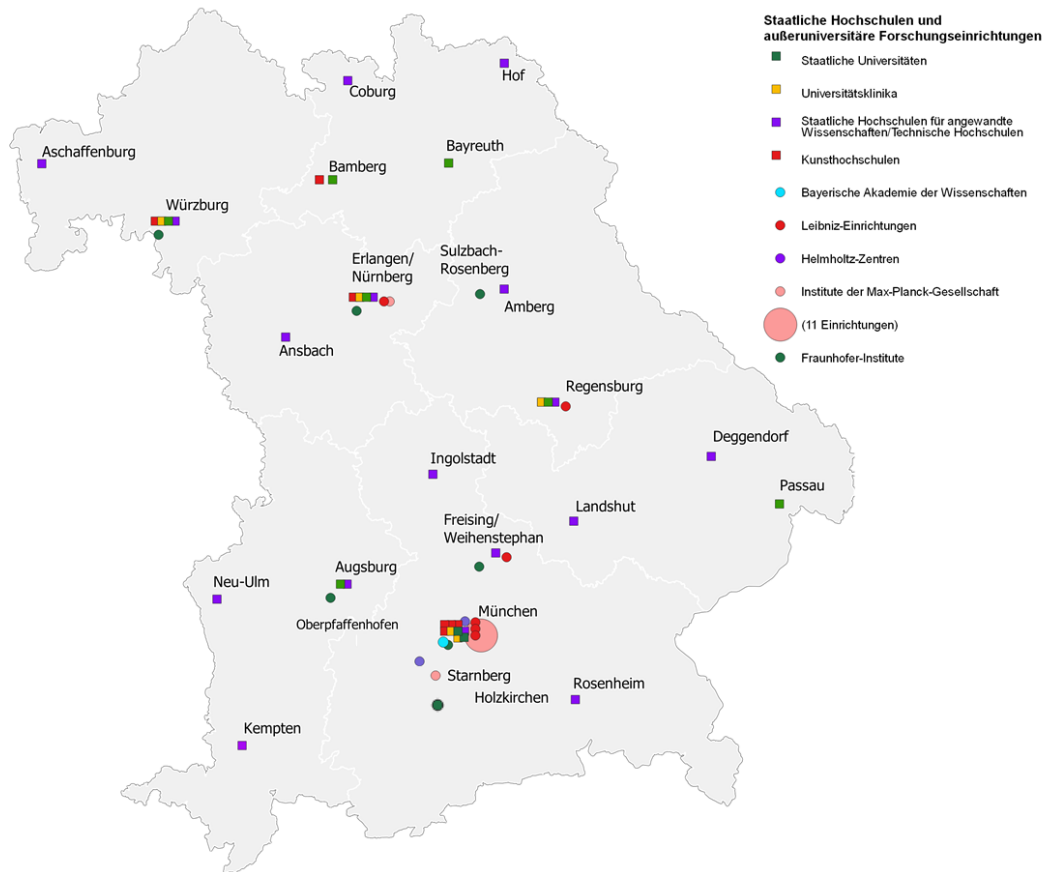 Staatliche Hochschulen und
außeruniversitäre Forschungseinrichtungen
Staatliche Universitäten
Universitätsklinika
Staatliche Hochschulen für angewandte
Wissenschaften/Technische Hochschulen
Kunsthochschulen
Bayerische Akademie der Wissenschaften
Leibniz-Einrichtungen
Helmholtz-Zentren
Institute der Max-Planck-Gesellschaft
(11 Einrichtungen)
Fraunhofer-Institute
Hof
Coburg
Aschaffenburg
Bayreuth
Bamberg
Würzburg
Erlangen/
Nürnberg
Sulzbach-
Rosenberg
Amberg
Ansbach
Regensburg
Deggendorf
Ingolstadt
Passau
Landshut
Freising/
Weihenstephan
Augsburg
Neu-Ulm
München
Oberpfaffenhofen
Starnberg
Rosenheim
Holzkirchen
Kempten